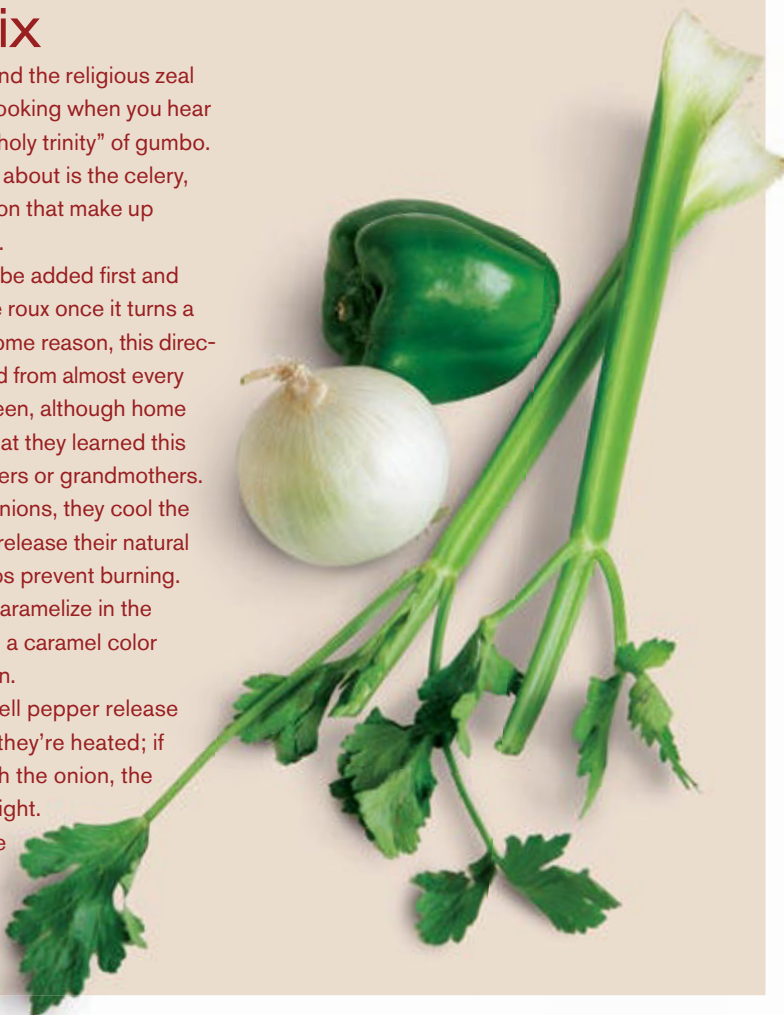 ix
nd the religious zeal
ooking when you hear
holy trinity” of gumbo.
about is the celery,
on that make up
.
be added first and
e roux once it turns a
ome reason, this direc-
d from almost every
een, although home
at they learned this
ers or grandmothers.
nions, they cool the
release their natural
ps prevent burning.
aramelize in the
a caramel color
n.
ell pepper release
they’re heated; if
h the onion, the
ight.
e